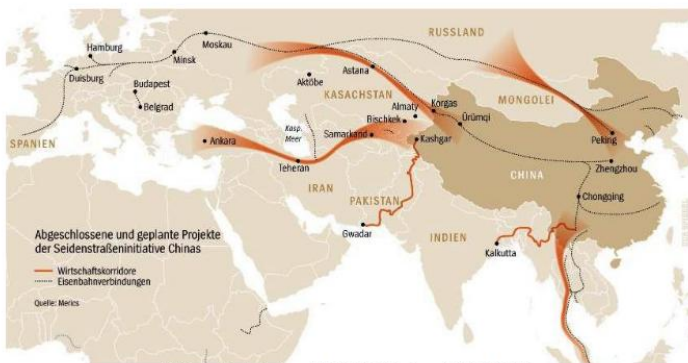 RUSSLAND
Moskau
Hamburg
Minsk
Duisburg
Astana
Budapest
Aktöbe
MONGOLEI
Belgrad
KASACHSTAN
Korgas
Almaty
Ürümqi
Bischkek
Peking
SPANIEN
Kasp.
Meer
Samarkand
Ankara
Kashgar
Zhengzhou
Teheran
CHINA
IRAN
PAKISTAN
Chongqing
Abgeschlossene und geplante Projekte
der Seidenstraßeninitiative Chinas
Gwadar
INDIEN
Kalkutta
Wirtschaftskorridore
Eisenbahnverbindungen
Quelle: Merics